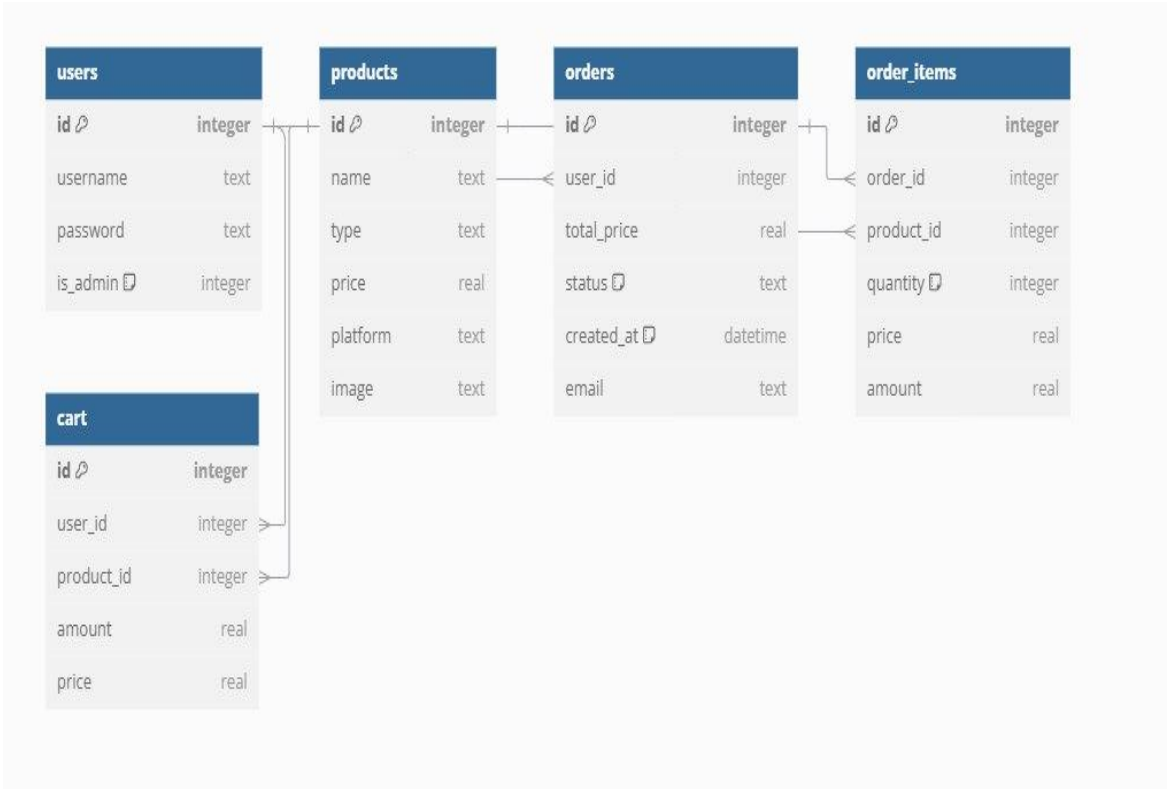 users
id integer
username text
password text
is_admin integer
products
id integer
name text
type text
price real
platform text
image text
orders
id integer
user_id integer
total_price real
status text
created_at datetime
email text
order_items
id integer
order_id integer
product_id integer
quantity integer
price real
amount real
cart
id integer
user_id integer
product_id integer
amount real
price real